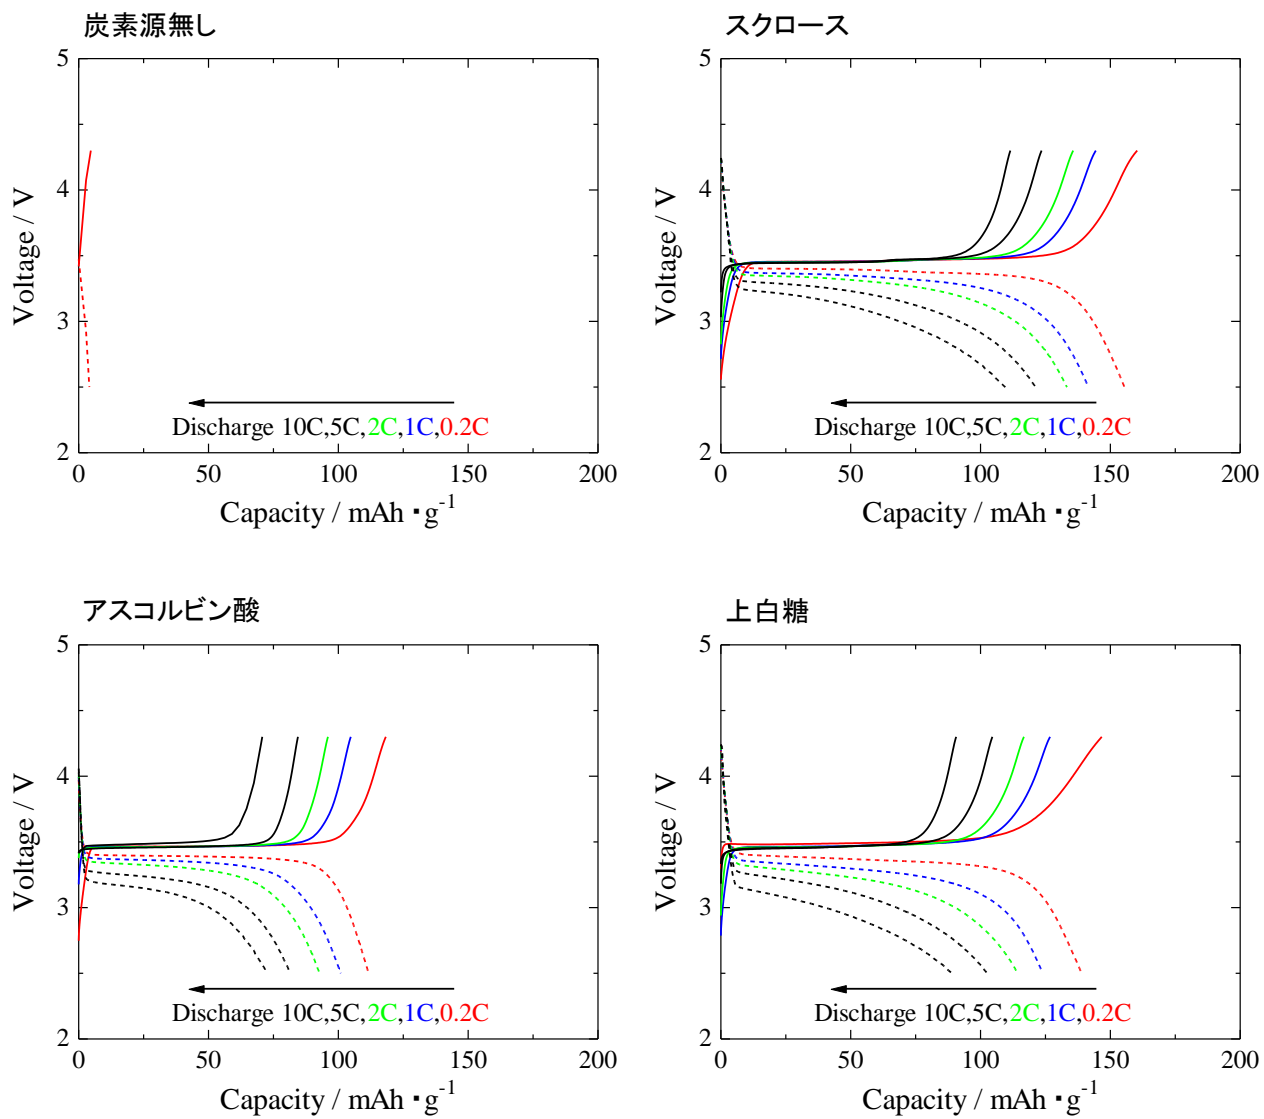 炭素源無し
5
4
3
2
Voltage / V
Discharge 10C,5C,2C,1C,0.2C
0 50 100 150 200
Capacity / mAh・g-1
スクロース
5
4
3
2
Voltage / V
Discharge 10C,5C,2C,1C,0.2C
0 50 100 150 200
Capacity / mAh・g-1
アスコルビン酸
5
4
3
2
Voltage / V
Discharge 10C,5C,2C,1C,0.2C
0 50 100 150 200
Capacity / mAh・g-1
上白糖
5
4
3
2
Voltage / V
Discharge 10C,5C,2C,1C,0.2C
0 50 100 150 200
Capacity / mAh・g-1